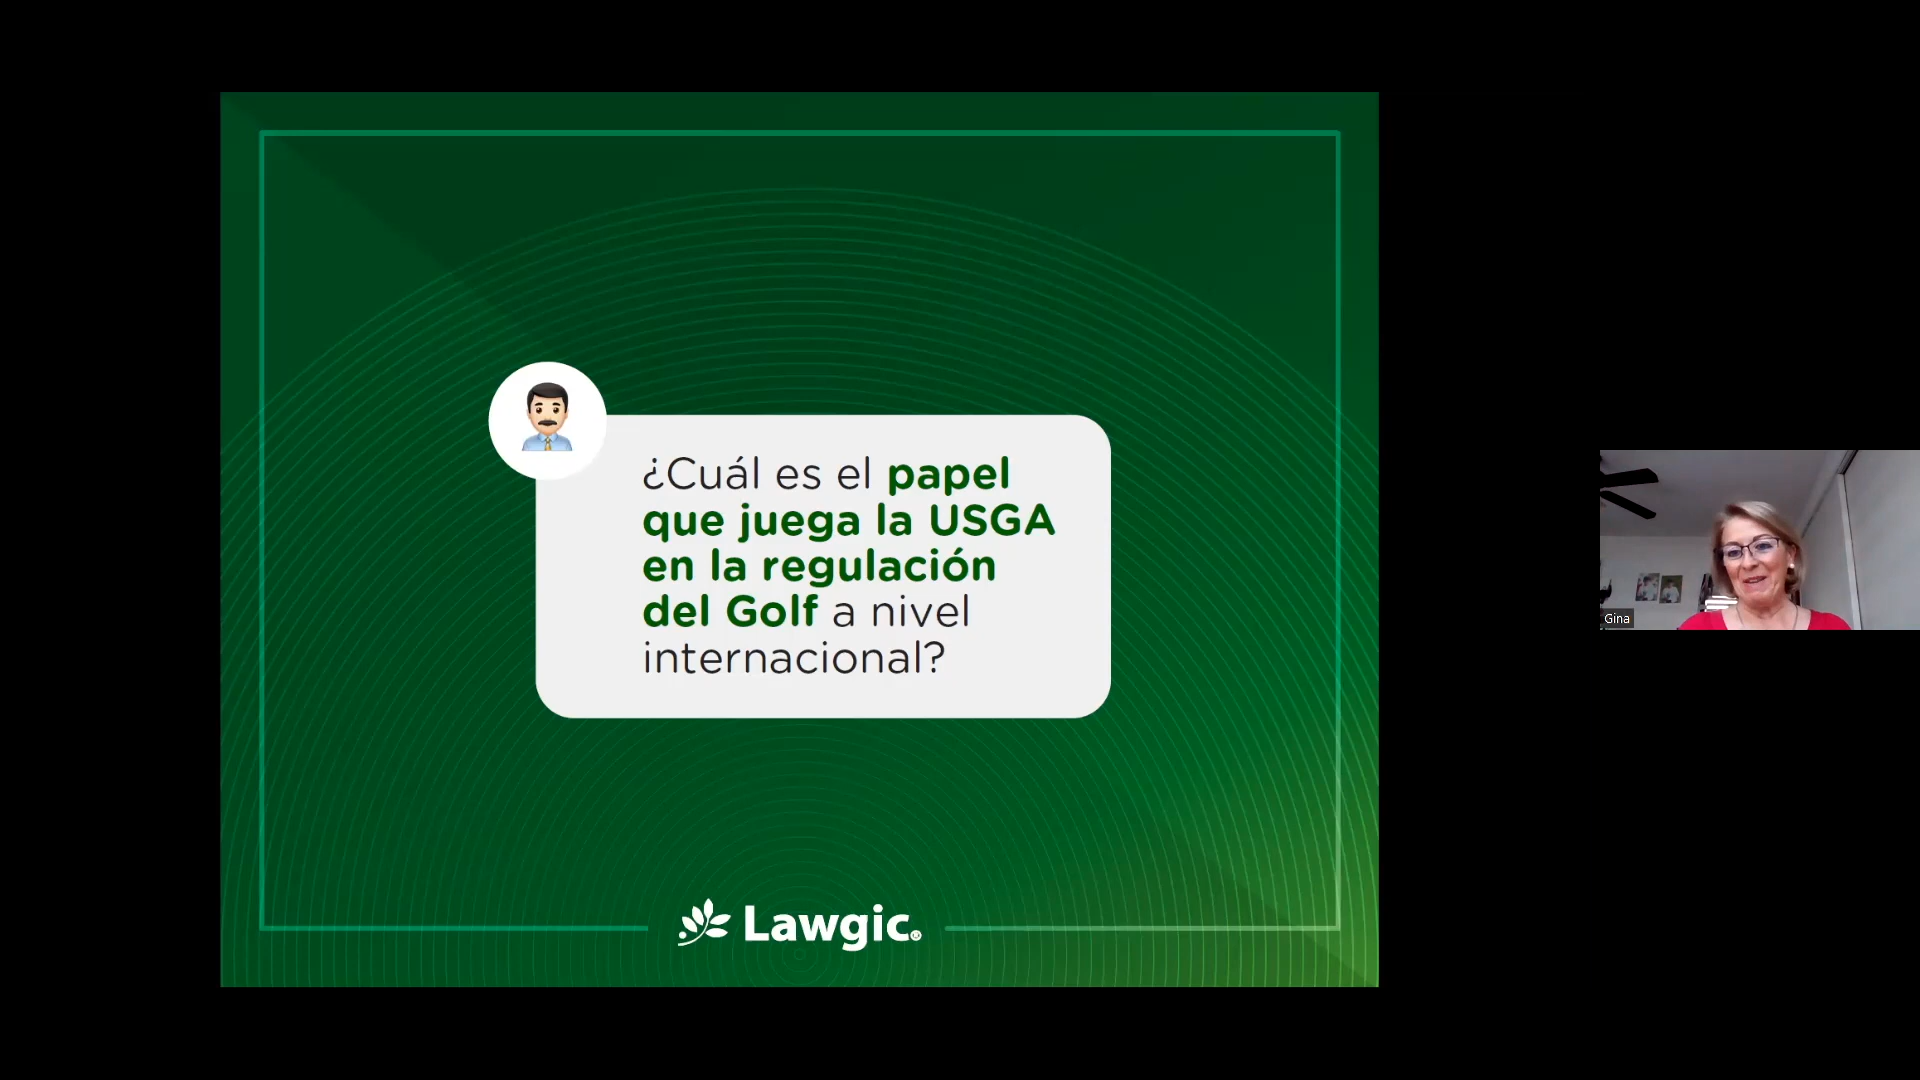 ¿Cuál es el papel
que juega la USGA
en la regulación
del Golf a nivel
internacional?
Lawgic®
Gina